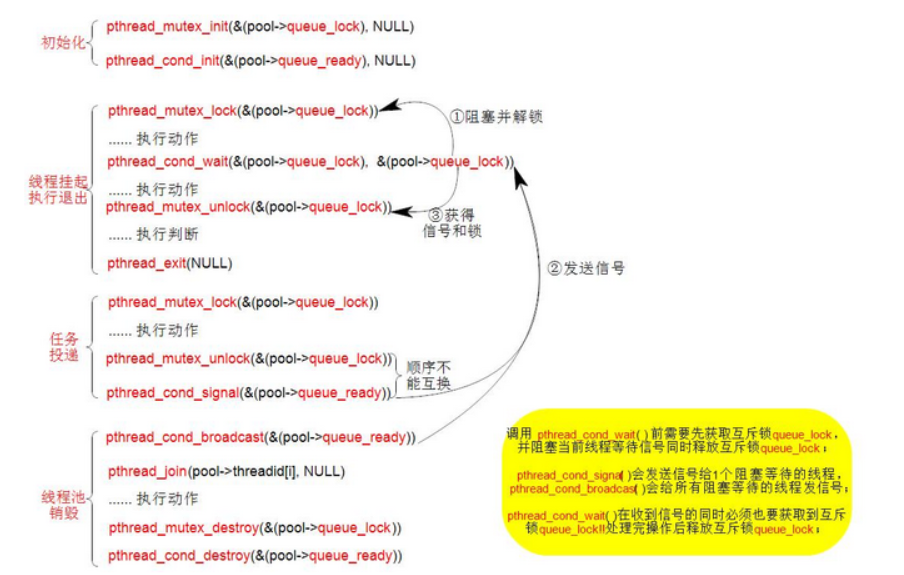 初始化
pthread_mutex_init(&(pool->queue_lock), NULL)
pthread_cond_init(&(pool->queue_ready), NULL)
线程挂起
执行退出
pthread_mutex_lock(&(pool->queue_lock))
①阻塞并解锁
...... 执行动作
pthread_cond_wait(&(pool->queue_lock), &(pool->queue_lock))
...... 执行动作
pthread_mutex_unlock(&(pool->queue_lock))
③获得
信号和锁
...... 执行判断
pthread_exit(NULL)
②发送信号
任务
投递
pthread_mutex_lock(&(pool->queue_lock))
...... 执行动作
pthread_mutex_unlock(&(pool->queue_lock))
pthread_cond_signal(&(pool->queue_ready))
顺序不
能互换
线程池
销毁
pthread_cond_broadcast(&(pool->queue_ready))
pthread_join(pool->threadid[i], NULL)
...... 执行动作
pthread_mutex_destroy(&(pool->queue_lock))
pthread_cond_destroy(&(pool->queue_ready))
调用 pthread_cond_wait( )前需要先获取互斥锁queue_lock,
并阻塞当前线程等待信号同时释放互斥锁queue_lock;
pthread_cond_signa( )会发送信号给1个阻塞等待的线程,
pthread_cond_broadcas( )会给所有阻塞等待的线程发信号;
pthread_cond_wait( )在收到信号的同时必须也要获取到互斥
锁queue_lock!!处理完操作后释放互斥锁queue_lock;